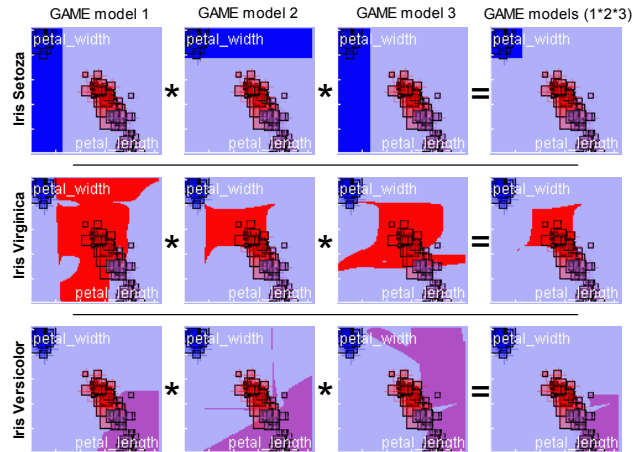 GAME model 1 GAME model 2 GAME model 3 GAME models (1*2*3)
Iris Setoza
petal_width * petal_width * petal_width = petal_width
petal_length petal_length petal_length petal_length
Iris Virginica
petal_width * petal_width * petal_width = petal_width
petal_length petal_length petal_length petal_length
Iris Versicolor
petal_width * petal_width * petal_width = petal_width
petal_length petal_length petal_length petal_length